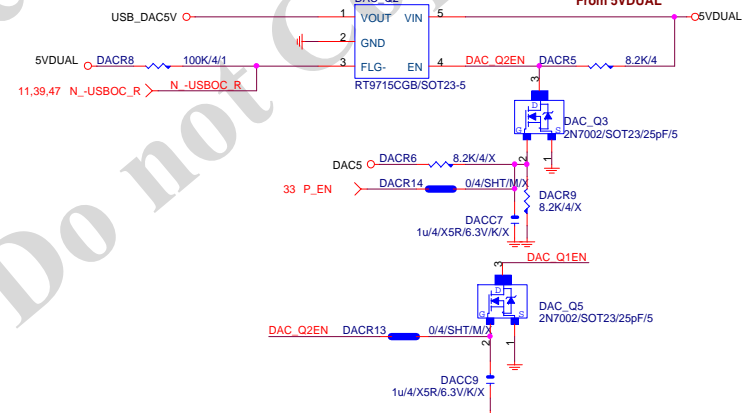 DAC_Q2
From 5VDUAL
USB_DAC5V
1 VOUT VIN 5
5VDUAL
2 GND
5VDUAL DACR8 100K/4/1
3 FLG- EN 4
DAC_Q2EN DACR5 8.2K/4
11,39,47 N_-USBOC_R N_-USBOC_R
RT9715CGB/SOT23-5
3
D
G S
DAC_Q3
2N7002/SOT23/25pF/5
2 1
DAC5 DACR6 8.2K/4/X
33 P_EN DACR14 0/4/SHT/M/X
DACR9
8.2K/4/X
DACC7
1u/4/X5R/6.3V/K/X
DAC_Q1EN
3
D
G S
DAC_Q5
2N7002/SOT23/25pF/5
DAC_Q2EN DACR13 0/4/SHT/M/X
2 1
DACC9
1u/4/X5R/6.3V/K/X
Do not